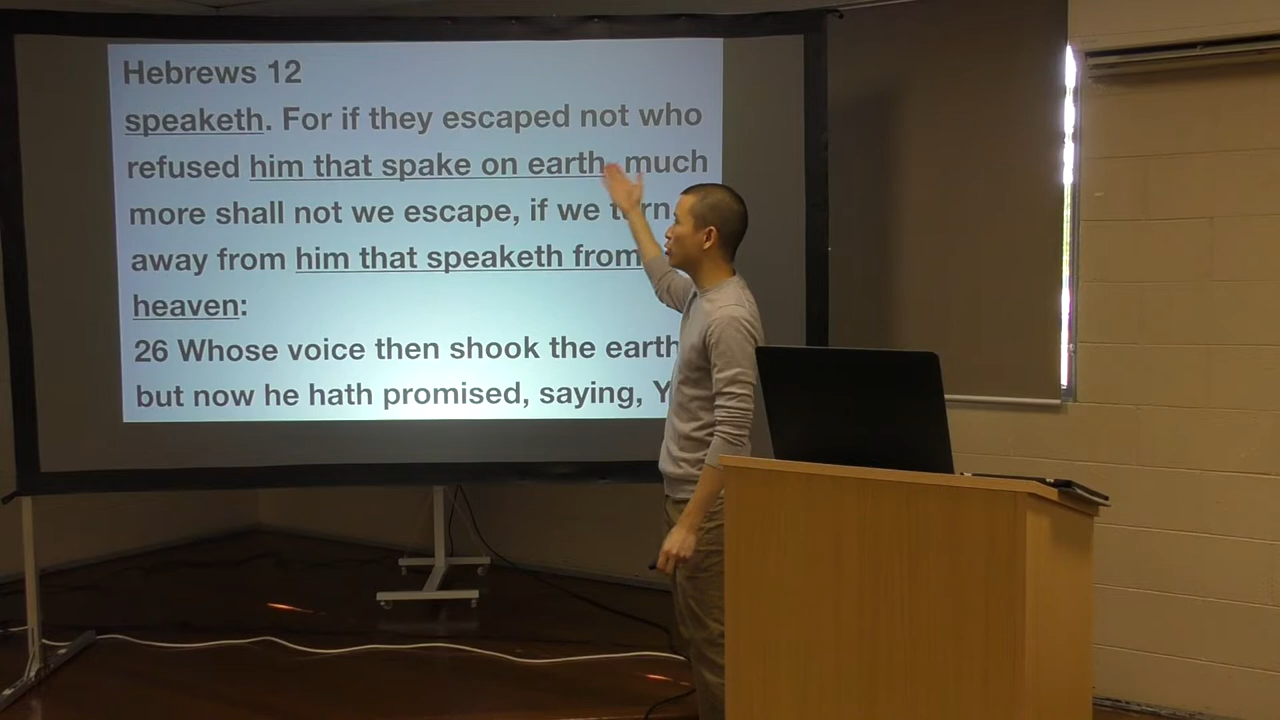 Hebrews 12
speaketh. For if they escaped not who
refused him that spake on earth, much
more shall not we escape, if we turn
away from him that speaketh from
heaven:
26 Whose voice then shook the earth
but now he hath promised, saying,